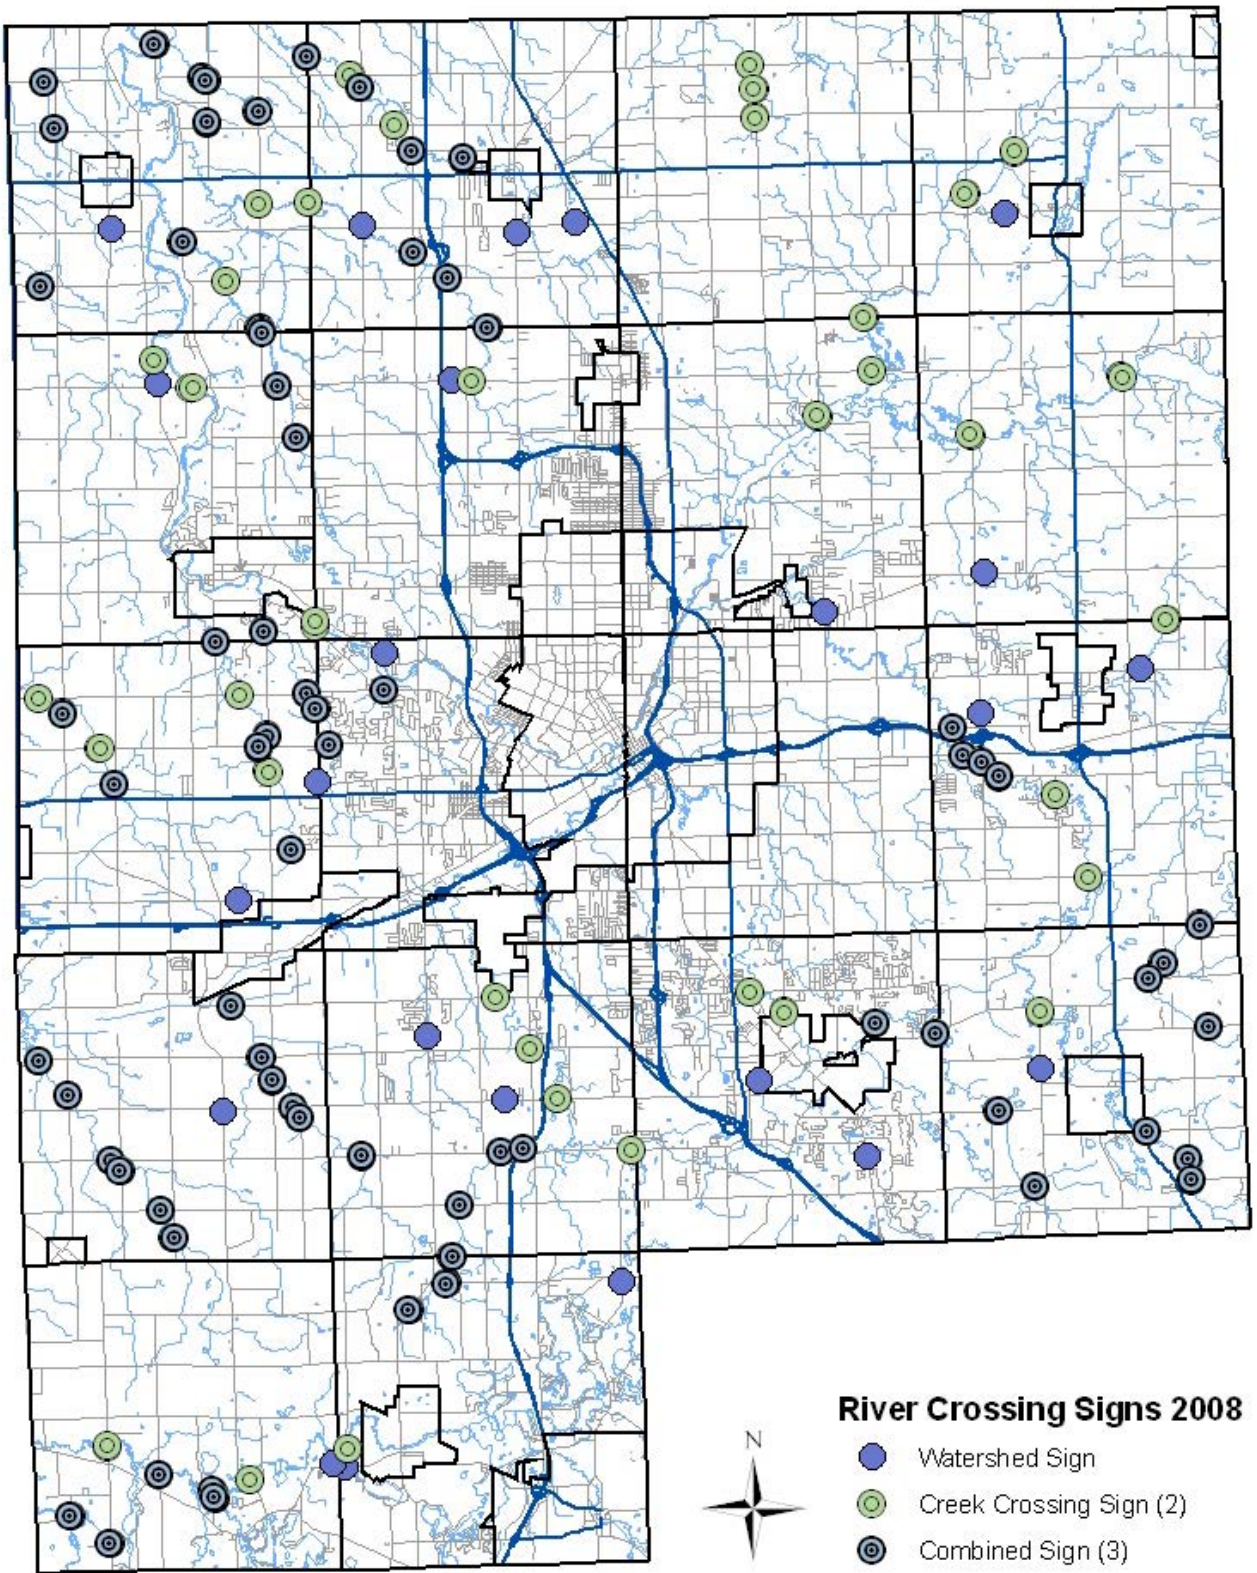 River Crossing Signs 2008
N
Watershed Sign
Creek Crossing Sign (2)
Combined Sign (3)